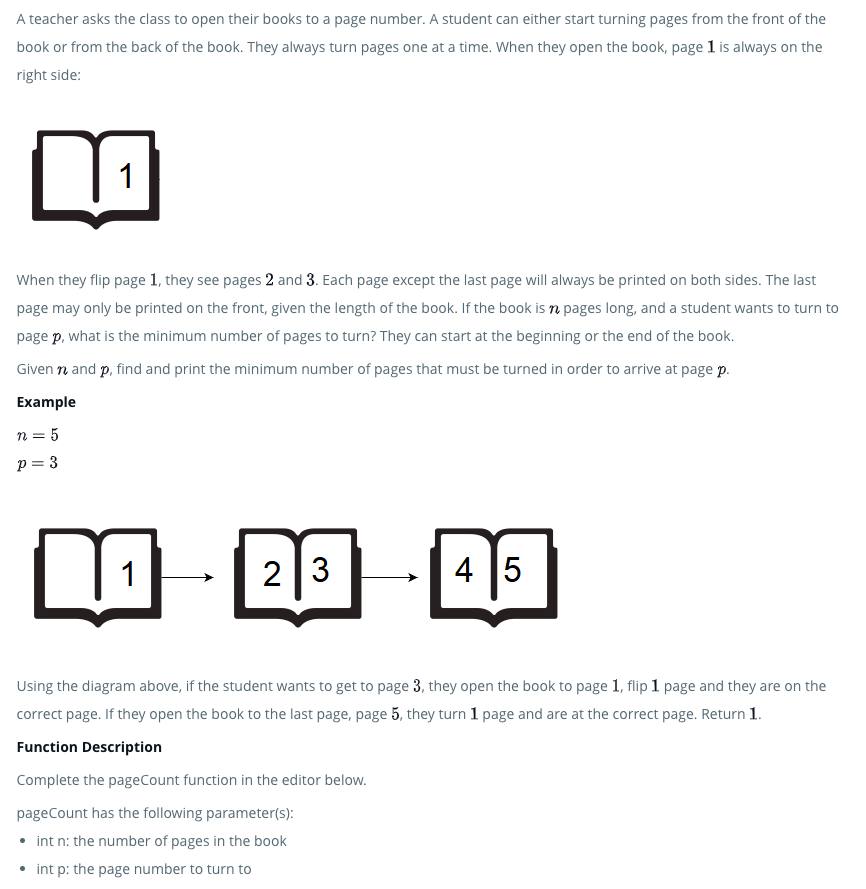 A teacher asks the class to open their books to a page number. A student can either start turning pages from the front of the
book or from the back of the book. They always turn pages one at a time. When they open the book, page 1 is always on the
right side:
1
When they flip page 1, they see pages 2 and 3. Each page except the last page will always be printed on both sides. The last
page may only be printed on the front, given the length of the book. If the book is n pages long, and a student wants to turn to
page p, what is the minimum number of pages to turn? They can start at the beginning or the end of the book.
Given n and p, find and print the minimum number of pages that must be turned in order to arrive at page p.
Example
n = 5
p = 3
1 2 3 4 5
Using the diagram above, if the student wants to get to page 3, they open the book to page 1, flip 1 page and they are on the
correct page. If they open the book to the last page, page 5, they turn 1 page and are at the correct page. Return 1.
Function Description
Complete the pageCount function in the editor below.
pageCount has the following parameter(s):
• int n: the number of pages in the book
• int p: the page number to turn to